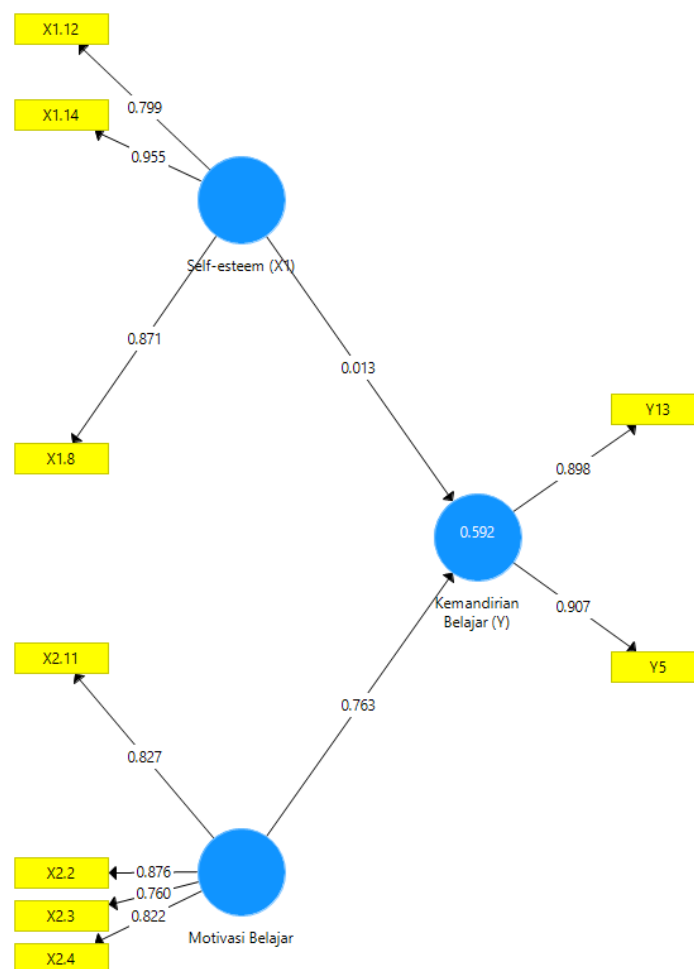 X1.12
0.799
X1.14
0.955
Self-esteem (X1)
0.871
0.013
X1.8
Y13
0.898
0.592
Kemandirian
Belajar (Y)
0.907
Y5
X2.11
0.763
0.827
X2.2
0.876
0.760
X2.3
0.822
Motivasi Belajar
X2.4